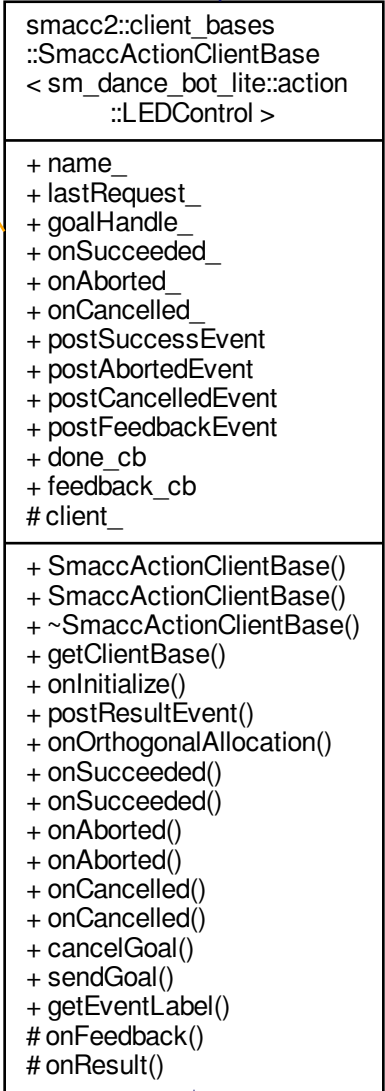 smacc2::client_bases
::SmaccActionClientBase
< sm_dance_bot_lite::action
::LEDControl >
+ name_
+ lastRequest_
+ goalHandle_
+ onSucceeded_
+ onAborted_
+ onCancelled_
+ postSuccessEvent
+ postAbortedEvent
+ postCancelledEvent
+ postFeedbackEvent
+ done_cb
+ feedback_cb
# client_
+ SmaccActionClientBase()
+ SmaccActionClientBase()
+ ~SmaccActionClientBase()
+ getClientBase()
+ onInitialize()
+ postResultEvent()
+ onOrthogonalAllocation()
+ onSucceeded()
+ onSucceeded()
+ onAborted()
+ onAborted()
+ onCancelled()
+ onCancelled()
+ cancelGoal()
+ sendGoal()
+ getEventLabel()
# onFeedback()
# onResult()